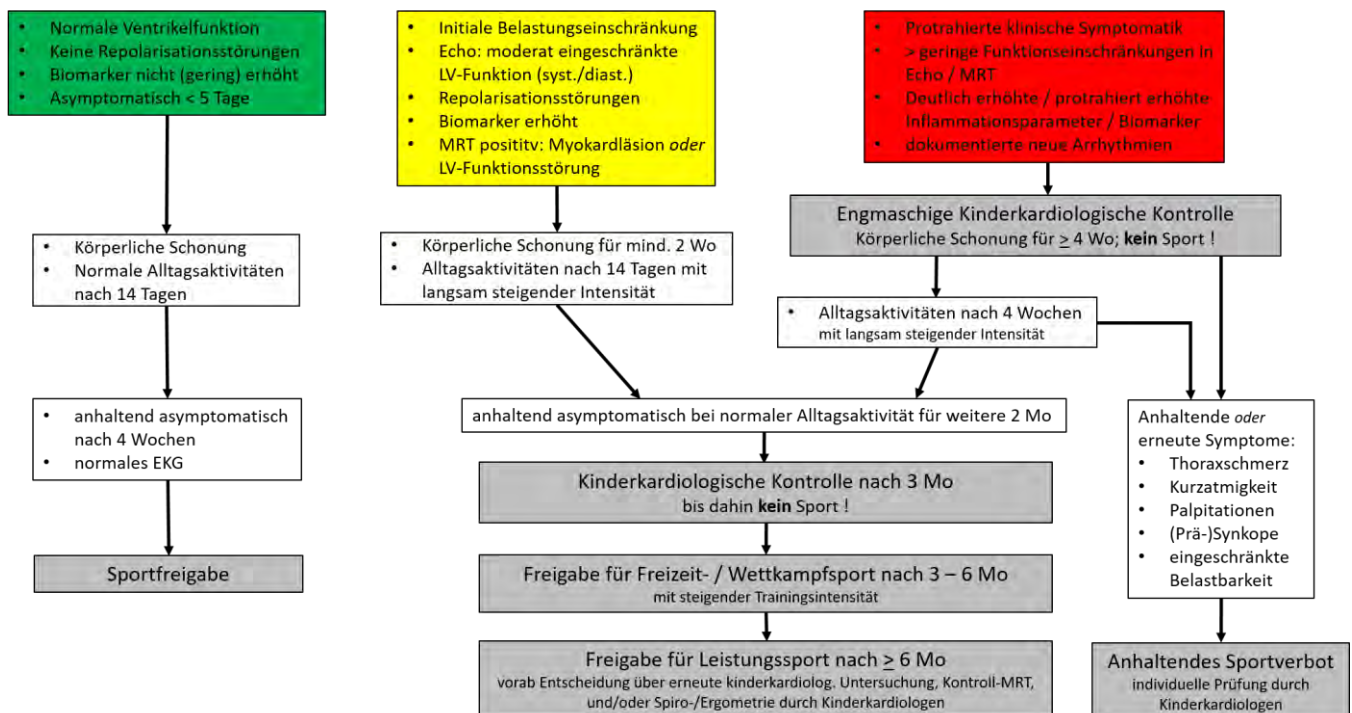 • Normale Ventrikelfunktion
• Keine Repolarisationsstörungen
• Biomarker nicht (gering) erhöht
• Asymptomatisch < 5 Tage
• Initiale Belastungseinschränkung
• Echo: moderat eingeschränkte
LV-Funktion (syst./diast.)
• Repolarisationsstörungen
• Biomarker erhöht
• MRT posititv: Myokardläsion oder
LV-Funktionsstörung
• Protrahierte klinische Symptomatik
• > geringe Funktionseinschränkungen in
Echo / MRT
• Deutlich erhöhte / protrahiert erhöhte
Inflammationsparameter / Biomarker
• dokumentierte neue Arrhythmien
• Körperliche Schonung
• Normale Alltagsaktivitäten
nach 14 Tagen
• Körperliche Schonung für mind. 2 Wo
• Alltagsaktivitäten nach 14 Tagen mit
langsam steigender Intensität
Engmaschige Kinderkardiologische Kontrolle
Körperliche Schonung für ≥ 4 Wo; kein Sport !
• Alltagsaktivitäten nach 4 Wochen
mit langsam steigender Intensität
• anhaltend asymptomatisch
nach 4 Wochen
• normales EKG
anhaltend asymptomatisch bei normaler Alltagsaktivität für weitere 2 Mo
Anhaltende oder
erneute Symptome:
• Thoraxschmerz
• Kurzatmigkeit
• Palpitationen
• (Prä-)Synkope
• eingeschränkte
Belastbarkeit
Kinderkardiologische Kontrolle nach 3 Mo
bis dahin kein Sport !
Sportfreigabe
Freigabe für Freizeit- / Wettkampfsport nach 3 – 6 Mo
mit steigender Trainingsintensität
Freigabe für Leistungssport nach ≥ 6 Mo
vorab Entscheidung über erneute kinderkardiolog. Untersuchung, Kontroll-MRT,
und/oder Spiro-/Ergometrie durch Kinderkardiologen
Anhaltendes Sportverbot
individuelle Prüfung durch
Kinderkardiologen